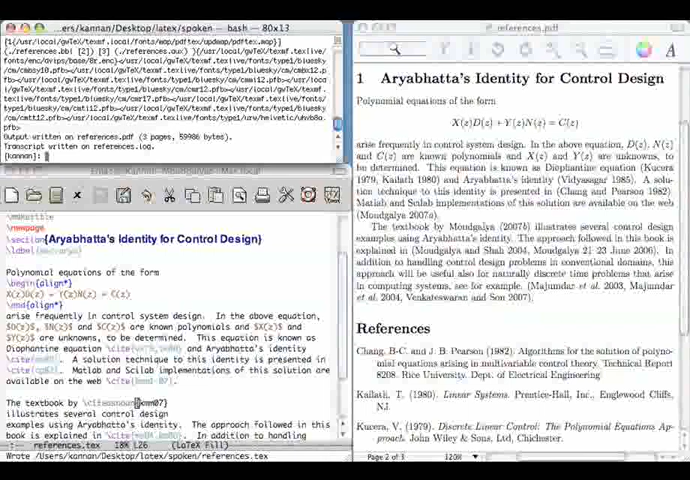 ...ers/kannan/Desktop/latex/spoken — bash — 80x13
Output written on references.pdf (3 pages, 59986 bytes).
Transcript written on references.log.
[kannan]:
\newpage
\section{Aryabhatta's Identity for Control Design}
Polynomial equations of the form
\begin{align*}
X(z)D(z) + Y(z)N(z) = C(z)
\end{align*}
arise frequently in control system design. In the above equation,
$D(z)$, $N(z)$ and $C(z)$ are known polynomials and $X(z)$ and
$Y(z)$ are unknowns, to be determined. This equation is known as
Diophantine equation
and Aryabhatta's identity
A solution technique to this identity is presented in
Matlab and Scilab implementations of this solution are
available on the web
The textbook by
illustrates several control design
examples using Aryabhatta's identity. The approach followed in this
book is explained in
In addition to handling
references.tex 18% L26 (LaTeX Fill)
Wrote /Users/kannan/Desktop/latex/spoken/references.tex
references.pdf
1 Aryabhatta's Identity for Control Design
Polynomial equations of the form
X(z)D(z) + Y(z)N(z) = C(z)
arise frequently in control system design. In the above equation, D(z), N(z)
and C(z) are known polynomials and X(z) and Y(z) are unknowns, to
be determined. This equation is known as Diophantine equation (Kucera
1979, Kailath 1980) and Aryabhatta's identity (Vidyasagar 1985). A solu-
tion technique to this identity is presented in (Chang and Pearson 1982).
Matlab and Scilab implementations of this solution are available on the web
(Moudgalya 2007a).
The textbook by Moudgalya (2007b) illustrates several control design
examples using Aryabhatta's identity. The approach followed in this book is
explained in (Moudgalya and Shah 2004, Moudgalya 21-23 June 2006). In
addition to handling control design problems in conventional domains, this
approach will be useful also for naturally discrete time problems that arise
in computing systems, see for example. (Majumdar et al. 2003, Majumdar
et al. 2004, Venkateswaran and Son 2007).
References
Chang, B-C. and J. B. Pearson (1982). Algorithms for the solution of polyno-
mial equations arising in multivariable control theory. Technical Report
8208. Rice University. Dept. of Electrical Engineering
Kailath, T. (1980). Linear Systems. Prentice-Hall, Inc., Englewood Cliffs,
NJ.
Kucera, V. (1979). Discrete Linear Control: The Polynomial Equations Ap-
proach. John Wiley & Sons, Ltd, Chichester.
Page 2 of 3 120%